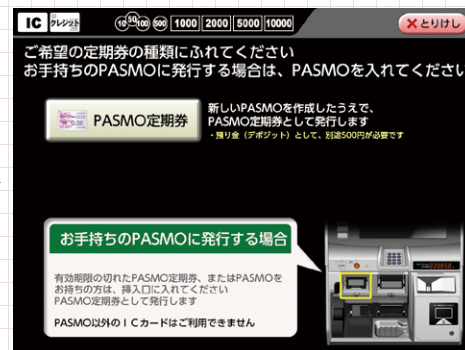 IC クレジット 10 50 100 500 1000 2000 5000 10000 ×とりけし
ご希望の定期券の種類にふれてください
お手持ちのPASMOに発行する場合は、PASMOを入れてください
PASMO定期券
新しいPASMOを作成したうえで、
PASMO定期券として発行します
・預り金（デポジット）として、別途500円が必要です
お手持ちのPASMOに発行する場合
有効期限の切れたPASMO定期券、またはPASMOを
お持ちの方は、挿入口に入れてください
PASMO定期券として発行します
PASMO以外のICカードはご利用できません